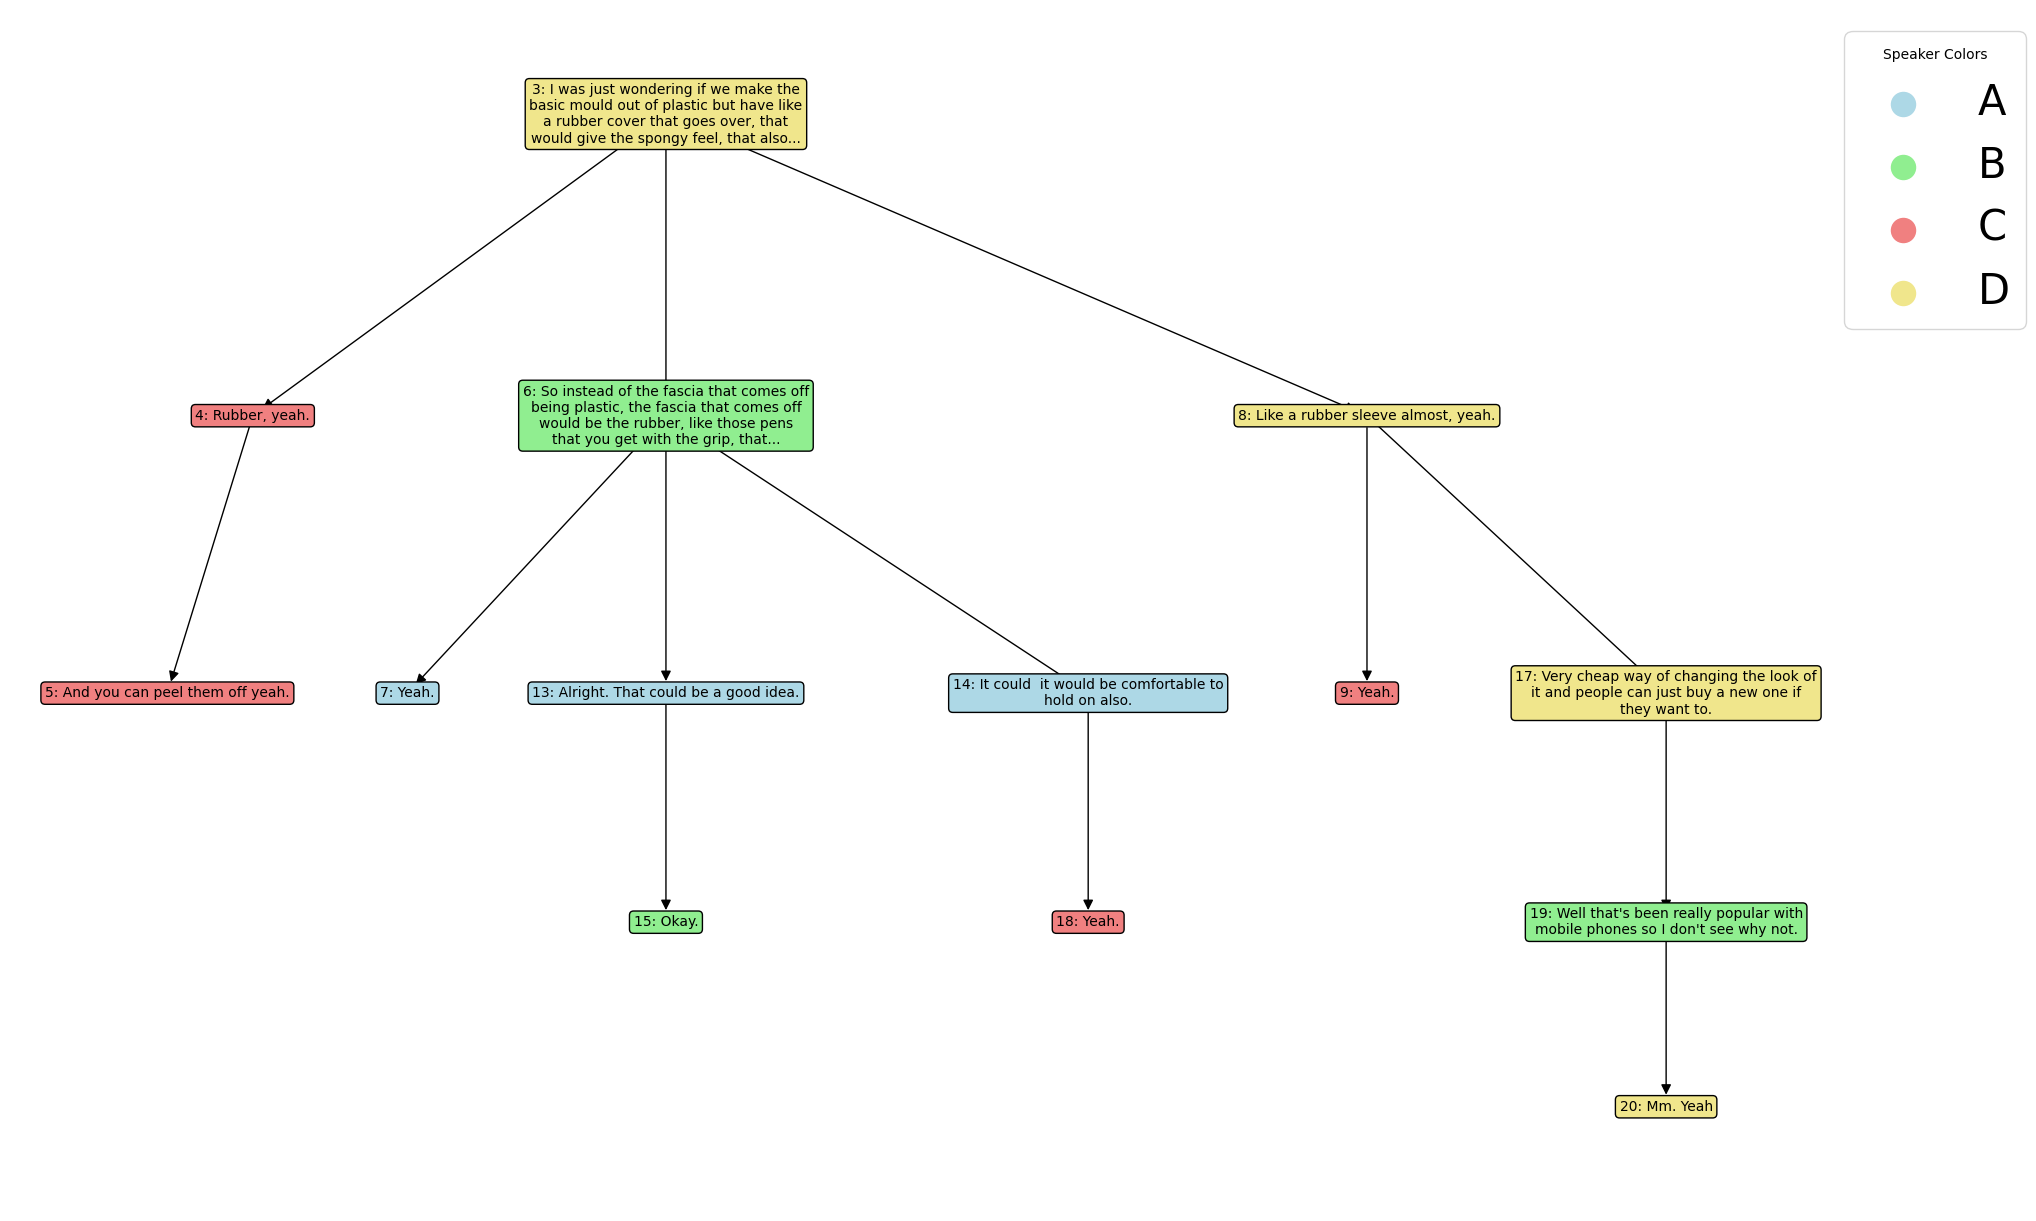 Speaker Colors
A
B
C
D
3: I was just wondering if we make the
basic mould out of plastic but have like
a rubber cover that goes over, that
would give the spongy feel, that also...
4: Rubber, yeah.
6: So instead of the fascia that comes off
being plastic, the fascia that comes off
would be the rubber, like those pens
that you get with the grip, that...
8: Like a rubber sleeve almost, yeah.
5: And you can peel them off yeah.
7: Yeah.
13: Alright. That could be a good idea.
14: It could  it would be comfortable to
hold on also.
9: Yeah.
17: Very cheap way of changing the look of
it and people can just buy a new one if
they want to.
15: Okay.
18: Yeah.
19: Well that's been really popular with
mobile phones so I don't see why not.
20: Mm. Yeah